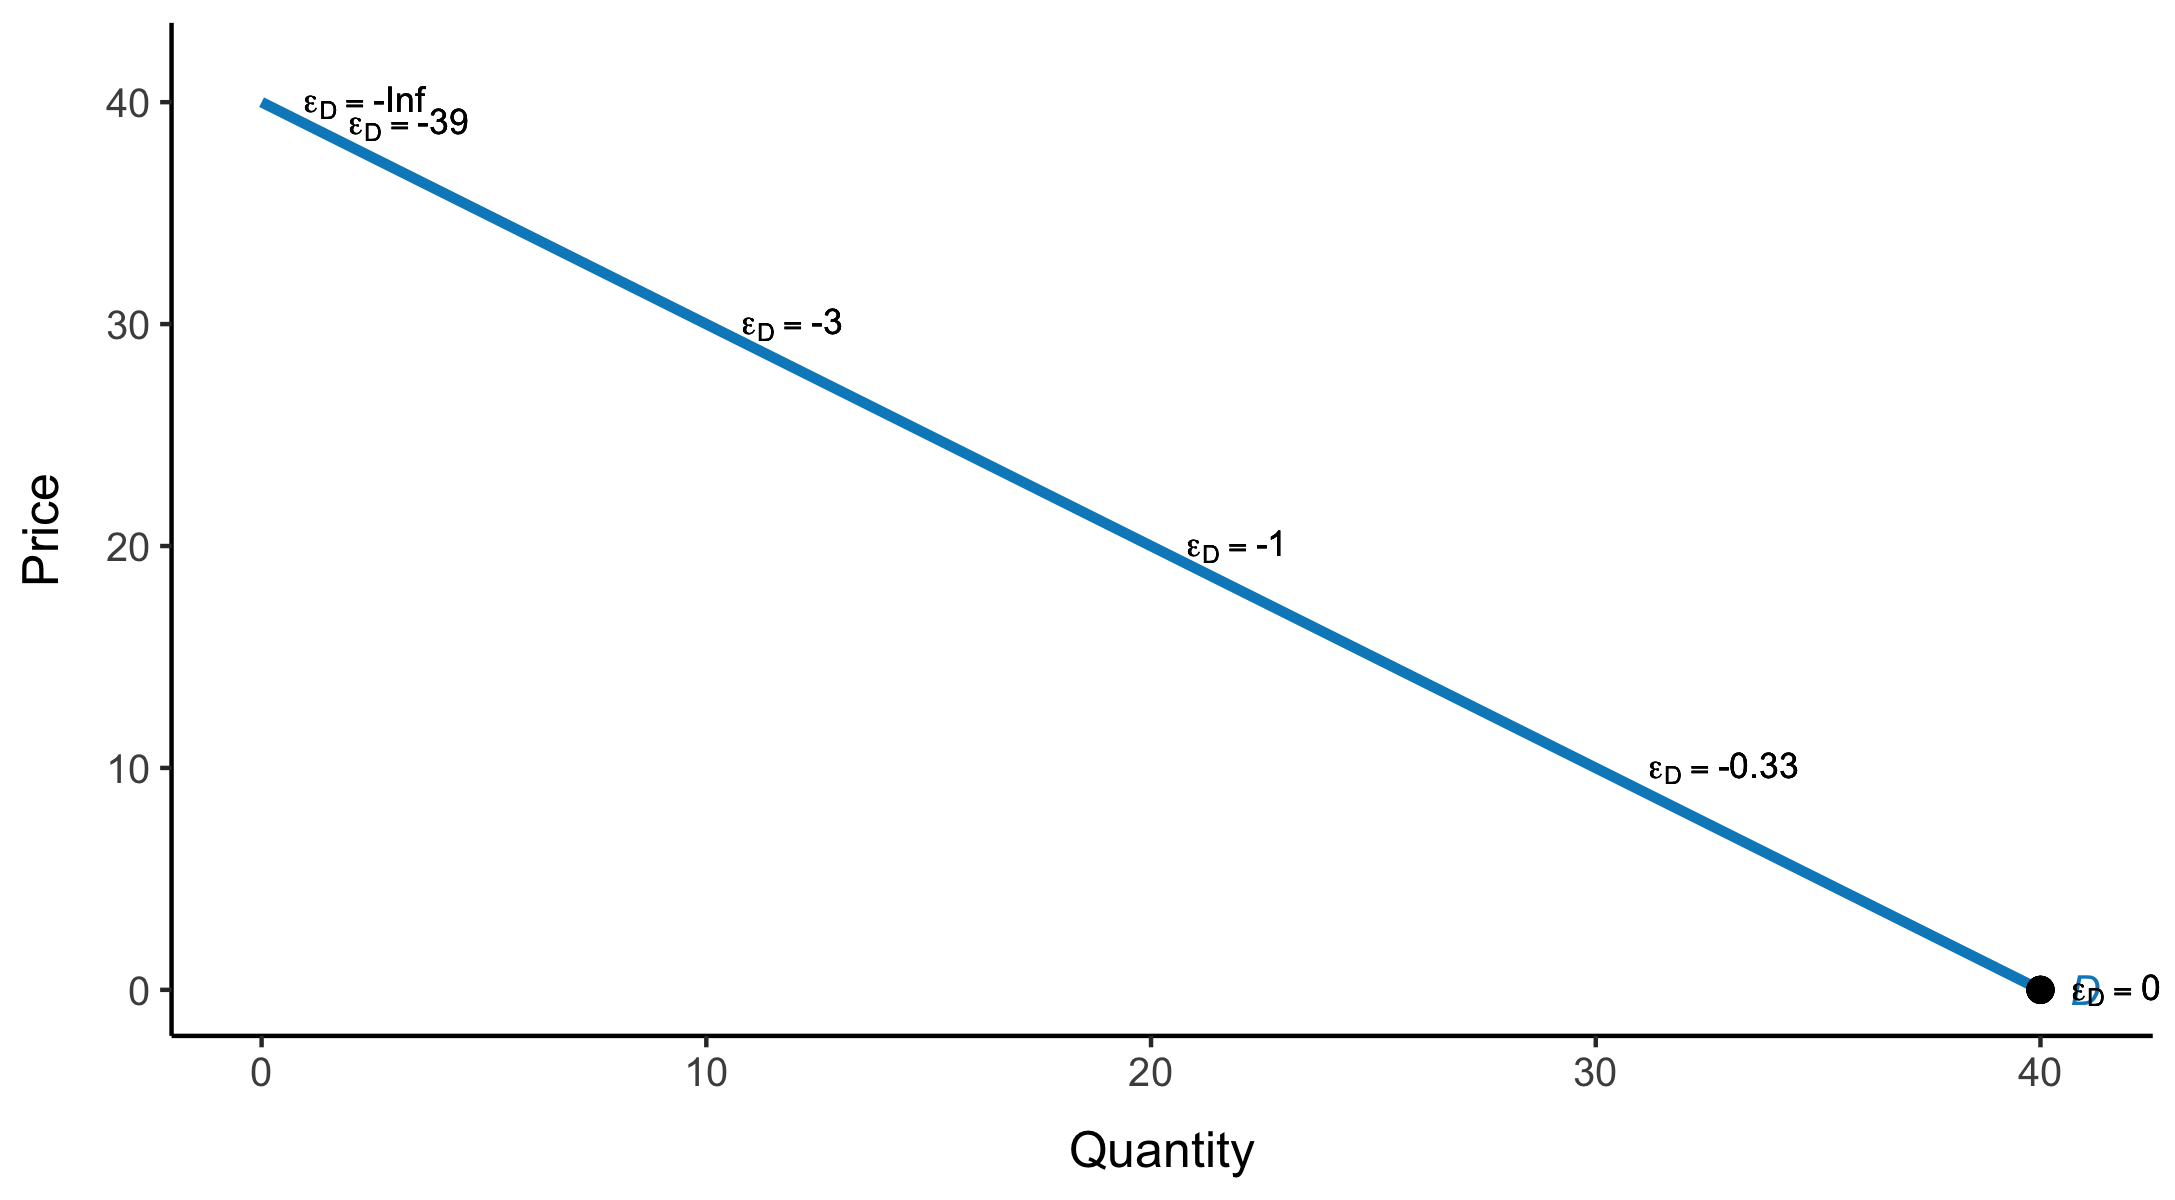 40
30
20
10
0
Price
εD = -Inf
εD = -39
εD = -3
εD = -1
εD = -0.33
D
εD = 0
0 10 20 30 40
Quantity